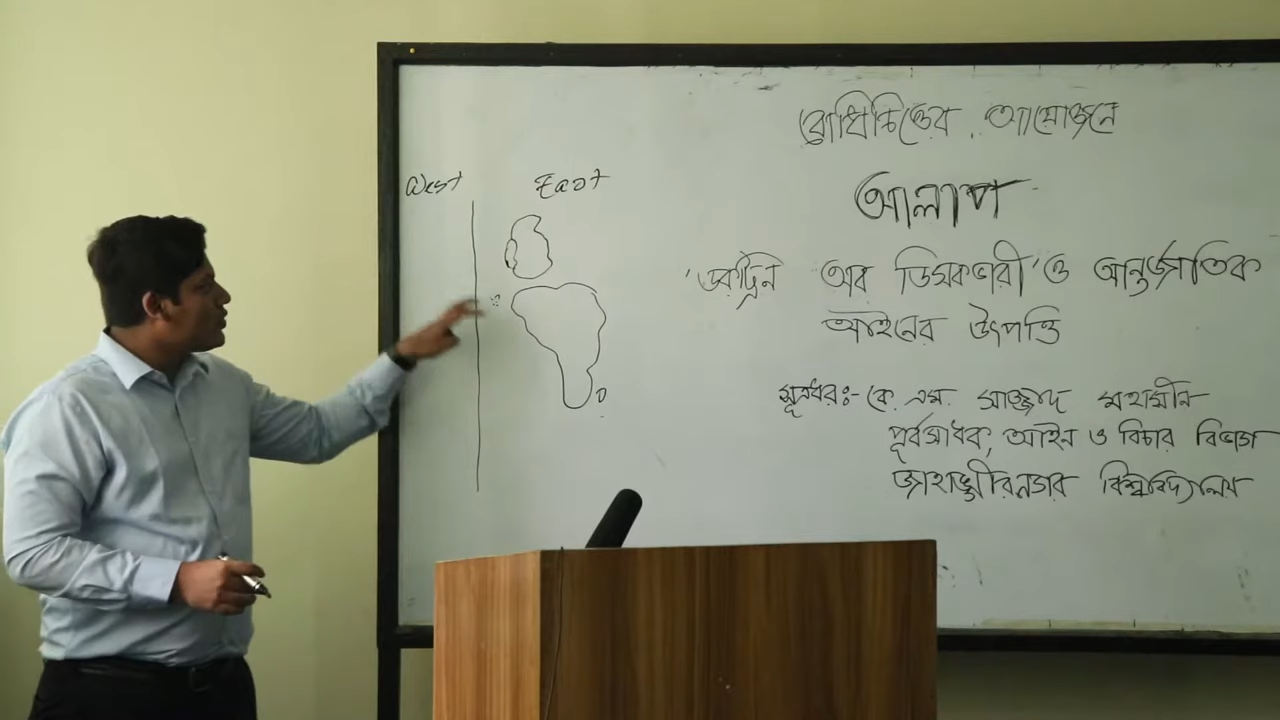 West East
বোধিচিত্তের আয়োজনে
আলাপ
'ডকট্রিন অব ডিসকভারী' ও আন্তর্জাতিক
আইনের উৎপত্তি
সূত্রধরঃ- কে. এম. সাজ্জাদ মহাসীন
পূর্বসাধক, আইন ও বিচার বিভাগ
জাহাঙ্গীরনগর বিশ্ববিদ্যালয়